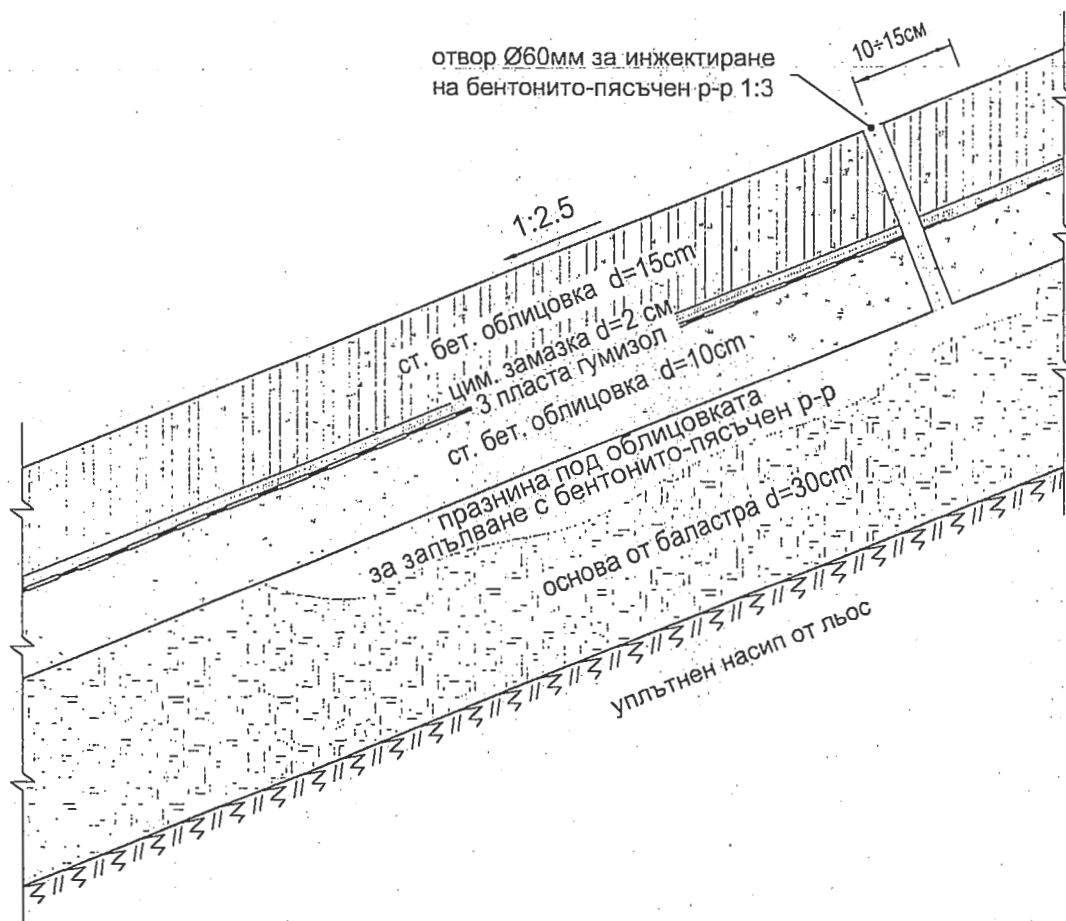 отвор Ø60мм за инжектиране
на бентонито-пясъчен р-р 1:3
10÷15см
1:2.5
ст. бет. облицовка d=15cm
цим. замазка d=2 см
3 пласта гумизол
ст. бет. облицовка d=10cm
празнина под облицовката
за запълване с бентонито-пясъчен р-р
основа от баластра d=30cm
уплътнен насип от льос